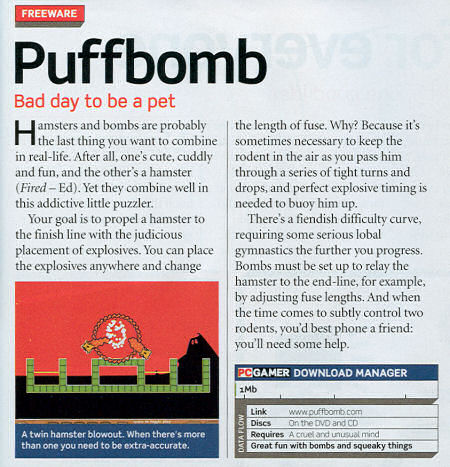 FREEWARE
Puffbomb
Bad day to be a pet
Hamsters and bombs are probably
the last thing you want to combine
in real-life. After all, one's cute, cuddly
and fun, and the other's a hamster
(Fired – Ed). Yet they combine well in
this addictive little puzzler.
Your goal is to propel a hamster to
the finish line with the judicious
placement of explosives. You can place
the explosives anywhere and change
A twin hamster blowout. When there's more
than one you need to be extra-accurate.
the length of fuse. Why? Because it's
sometimes necessary to keep the
rodent in the air as you pass him
through a series of tight turns and
drops, and perfect explosive timing is
needed to buoy him up.
There's a fiendish difficulty curve,
requiring some serious lobal
gymnastics the further you progress.
Bombs must be set up to relay the
hamster to the end-line, for example,
by adjusting fuse lengths. And when
the time comes to subtly control two
rodents, you'd best phone a friend:
you'll need some help.
PCGAMER DOWNLOAD MANAGER
1Mb
DATA FLOW
Link www.puffbomb.com
Discs On the DVD and CD
Requires A cruel and unusual mind
Great fun with bombs and squeaky things